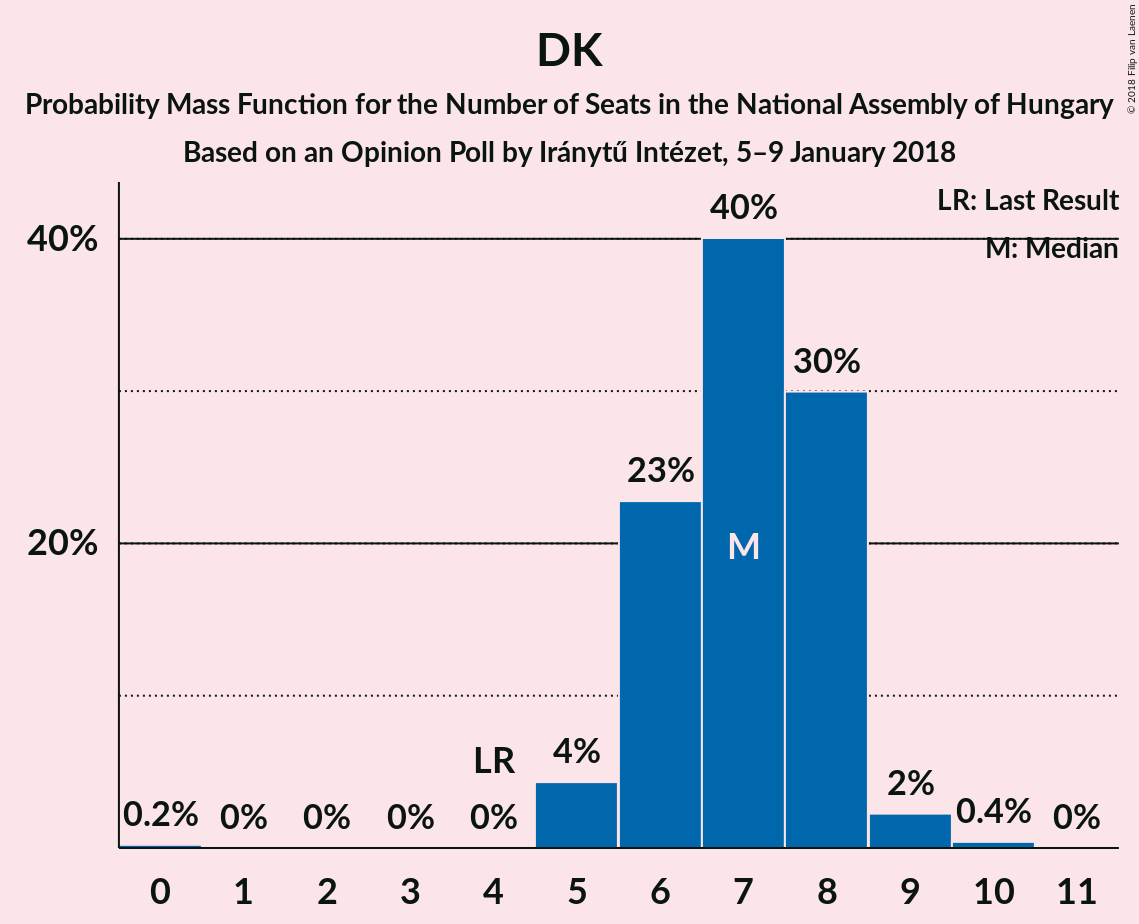 DK
Probability Mass Function for the Number of Seats in the National Assembly of Hungary
Based on an Opinion Poll by Iránytű Intézet, 5–9 January 2018
© 2018 Filip van Laenen
LR: Last Result
M: Median
40%
20%
0.2%
0%
0%
0%
LR
0%
4%
23%
40%
M
30%
2%
0.4%
0%
0 1 2 3 4 5 6 7 8 9 10 11